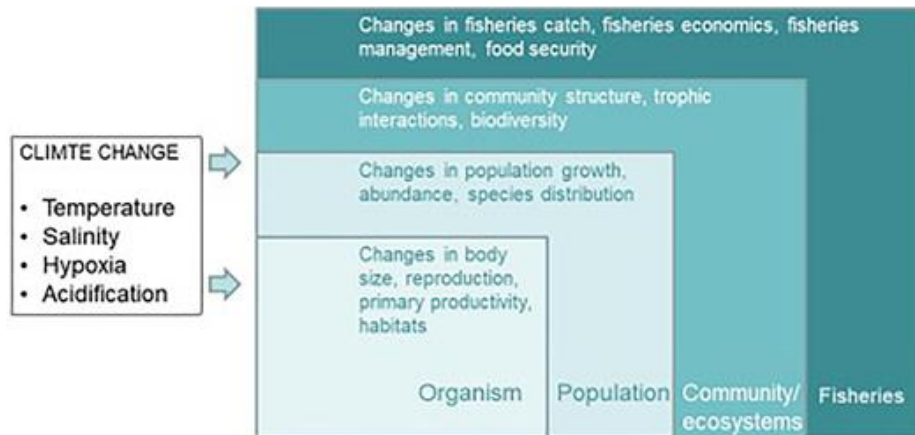 CLIMTE CHANGE
• Temperature
• Salinity
• Hypoxia
• Acidification
Changes in fisheries catch, fisheries economics, fisheries
management, food security
Changes in community structure, trophic
interactions, biodiversity
Changes in population growth,
abundance, species distribution
Changes in body
size, reproduction,
primary productivity,
habitats
Organism
Population
Community/
ecosystems
Fisheries